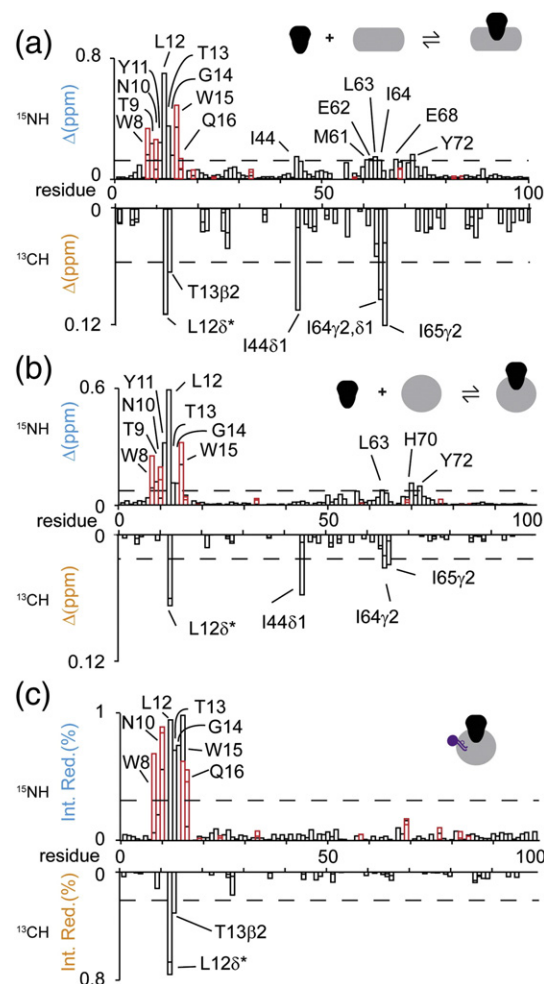 (a)
0.8
L12
T13
Y11
N10
G14
T9
W15
W8
Q16
+
⇌
L63
I64
E62
E68
M61
Y72
I44
¹⁵NH
Δ(ppm)
0
residue
10
50
100
0
¹³CH
Δ(ppm)
T13β2
L12δ*
I44δ1
I64γ2,δ1
I65γ2
0.12
(b)
0.6
L12
Y11
N10
T13
T9
G14
W8
W15
+
⇌
L63
H70
Y72
¹⁵NH
Δ(ppm)
0
residue
0
50
100
0
¹³CH
Δ(ppm)
L12δ*
I44δ1
I64γ2
I65γ2
0.12
(c)
1
L12
T13
N10
G14
W15
W8
Q16
¹⁵NH
Int. Red.(%)
0
residue
0
50
100
0
¹³CH
Int. Red.(%)
T13β2
L12δ*
0.8